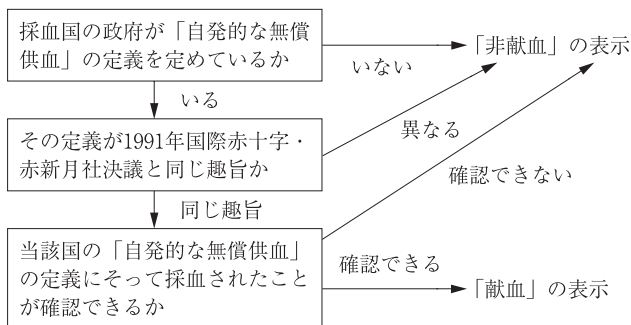 採血国の政府が「自発的な無償
供血」の定義を定めているか
いない
「非献血」の表示
いる
その定義が1991年国際赤十字・
赤新月社決議と同じ趣旨か
異なる
同じ趣旨
確認できない
当該国の「自発的な無償供血」
の定義にそって採血されたこと
が確認できるか
確認できる
「献血」の表示